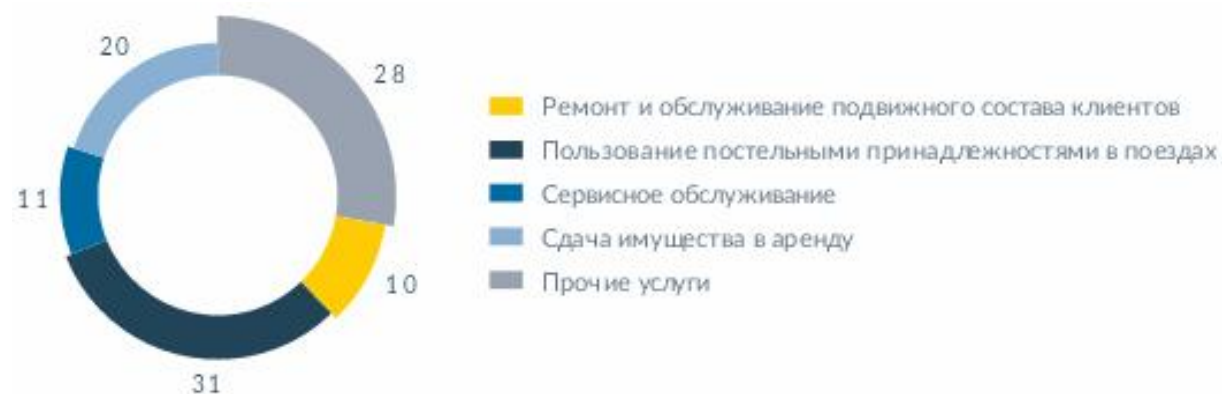 20
28
11
10
31
Ремонт и обслуживание подвижного состава клиентов
Пользование постельными принадлежностями в поездах
Сервисное обслуживание
Сдача имущества в аренду
Прочие услуги